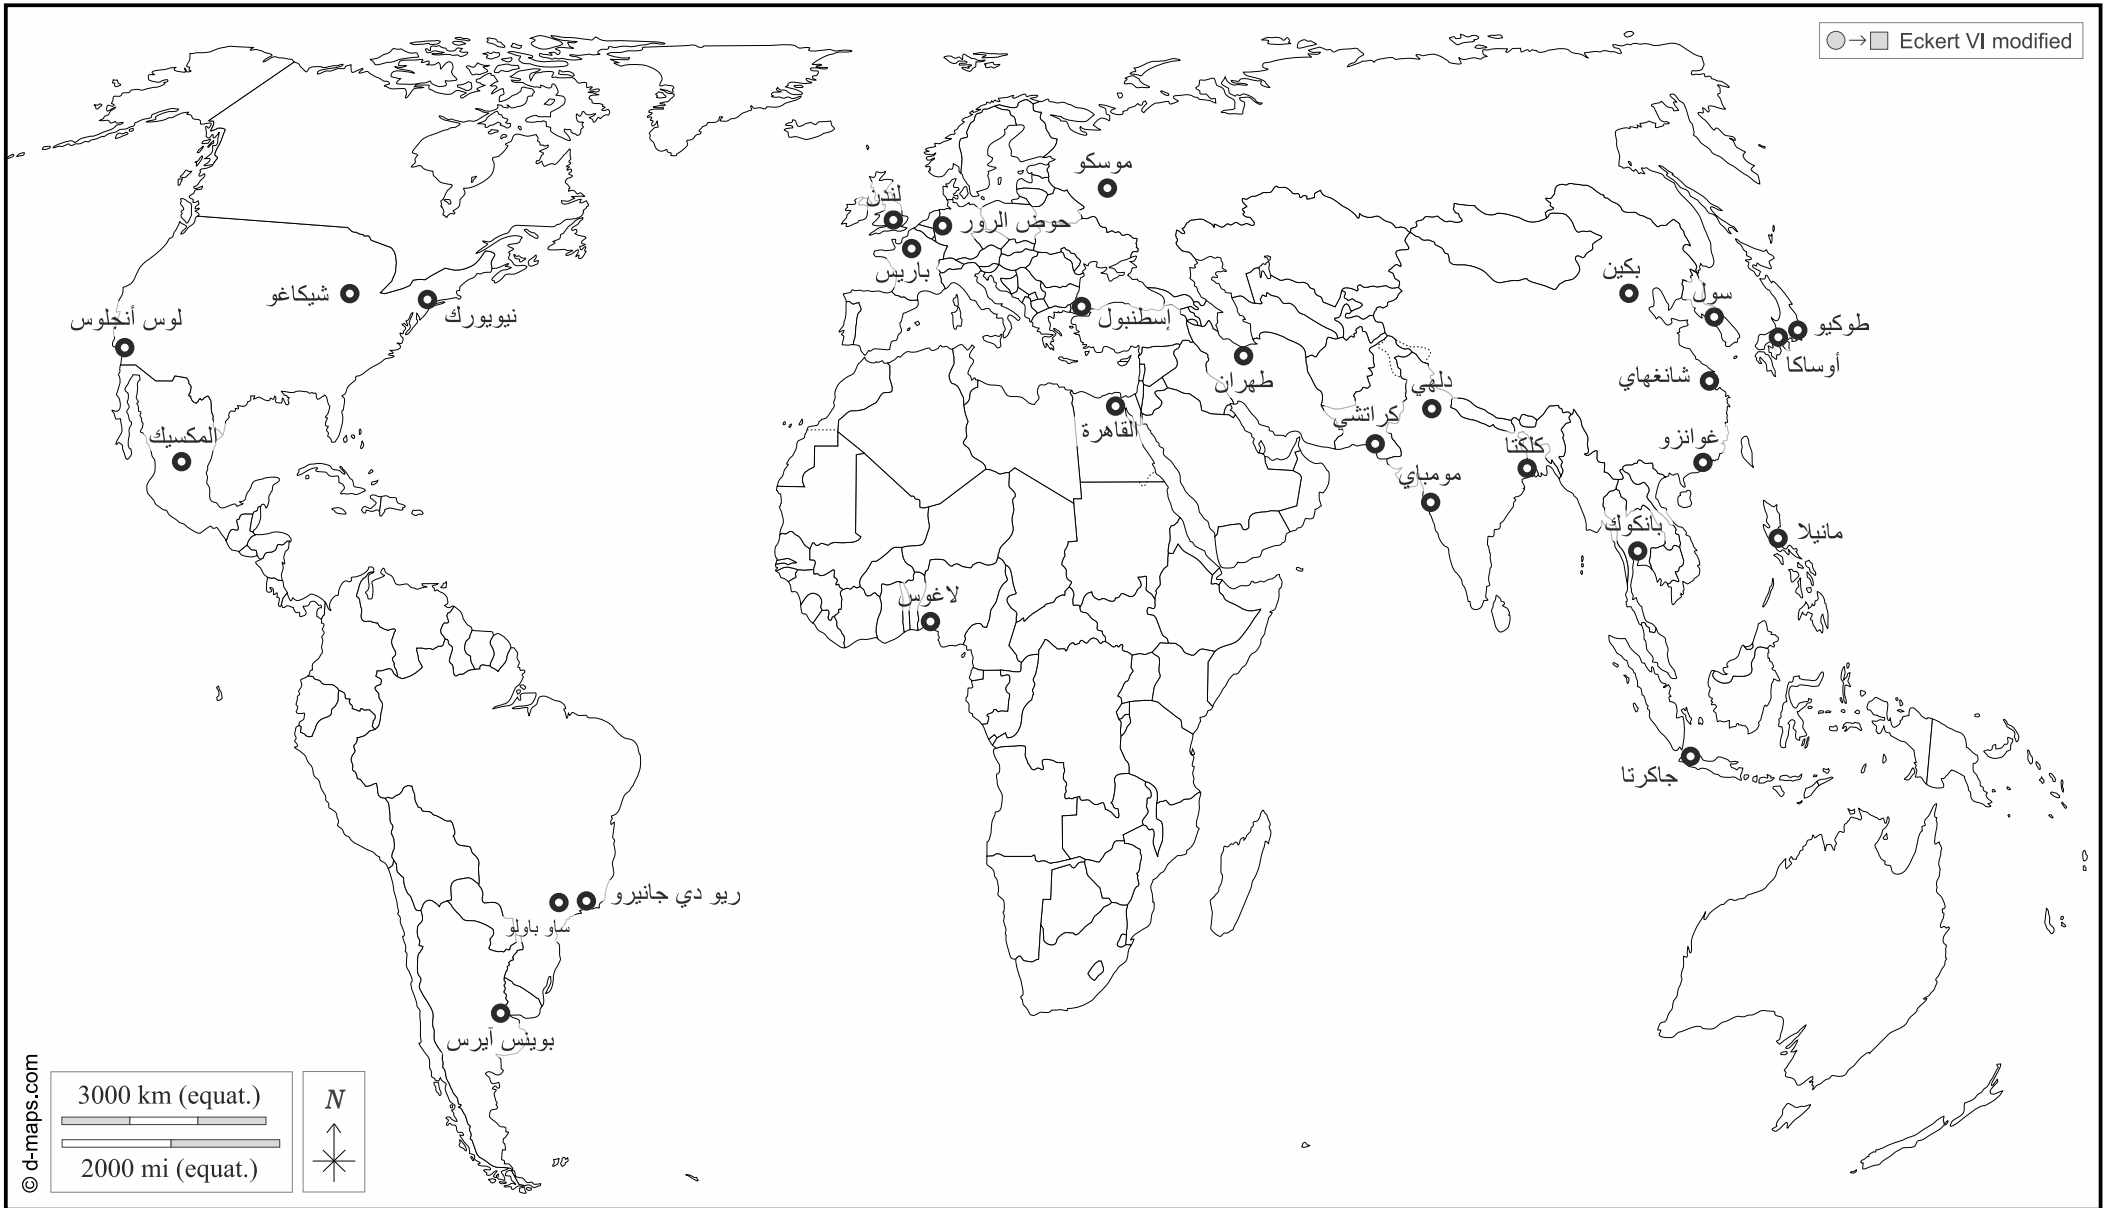 Eckert VI modified
موسكو
لندن
حوض الرور
باريس
بكين
شيكاغو
سول
نيويورك
لوس أنجلوس
إسطنبول
طوكيو
أوساكا
طهران
شانغهاي
دلهي
كراتشي
القاهرة
المكسيك
غوانزو
كلكتا
مومباي
بانكوك
مانيلا
لاغوس
جاكرتا
ريو دي جانيرو
ساو باولو
بوينس آيرس
3000 km (equat.)
2000 mi (equat.)
N
© d-maps.com